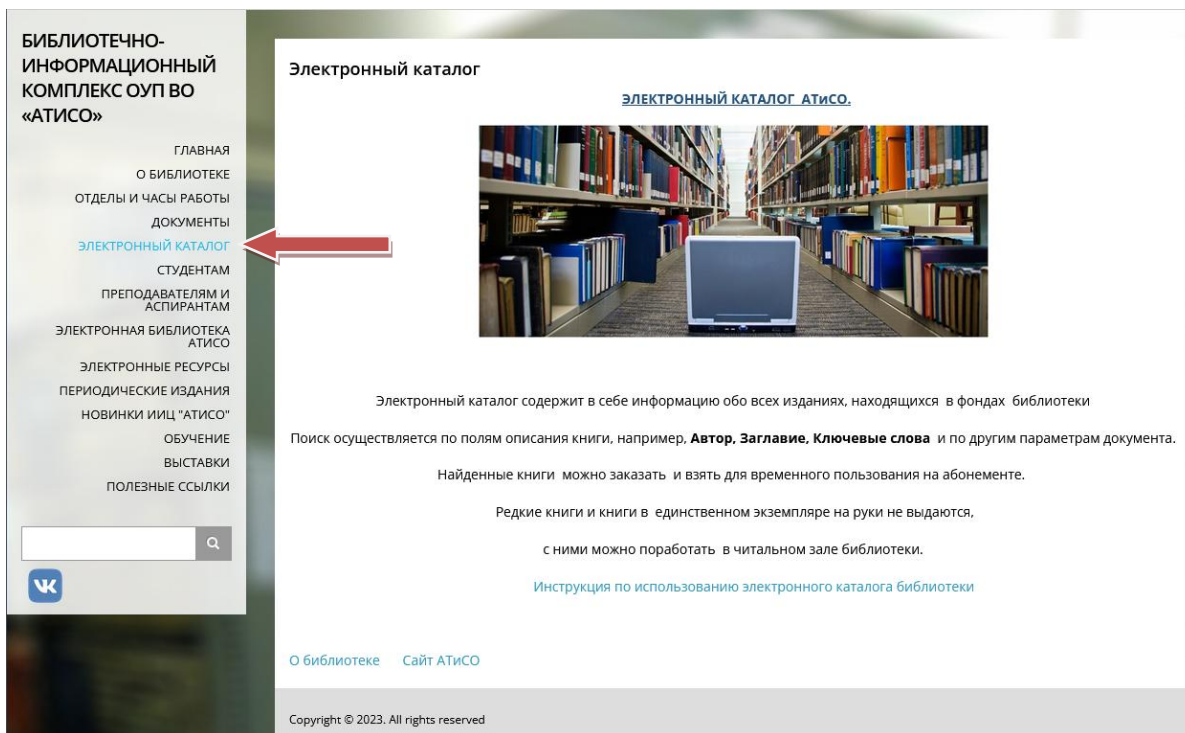 БИБЛИОТЕЧНО-
ИНФОРМАЦИОННЫЙ
КОМПЛЕКС ОУП ВО
«АТИСО»
ГЛАВНАЯ
О БИБЛИОТЕКЕ
ОТДЕЛЫ И ЧАСЫ РАБОТЫ
ДОКУМЕНТЫ
ЭЛЕКТРОННЫЙ КАТАЛОГ
СТУДЕНТАМ
ПРЕПОДАВАТЕЛЯМ И
АСПИРАНТАМ
ЭЛЕКТРОННАЯ БИБЛИОТЕКА
АТИСО
ЭЛЕКТРОННЫЕ РЕСУРСЫ
ПЕРИОДИЧЕСКИЕ ИЗДАНИЯ
НОВИНКИ ИИЦ "АТИСО"
ОБУЧЕНИЕ
ВЫСТАВКИ
ПОЛЕЗНЫЕ ССЫЛКИ
Электронный каталог
ЭЛЕКТРОННЫЙ КАТАЛОГ АТиСО.
Электронный каталог содержит в себе информацию обо всех изданиях, находящихся в фондах библиотеки
Поиск осуществляется по полям описания книги, например, Автор, Заглавие, Ключевые слова и по другим параметрам документа.
Найденные книги можно заказать и взять для временного пользования на абонементе.
Редкие книги и книги в единственном экземпляре на руки не выдаются,
с ними можно поработать в читальном зале библиотеки.
Инструкция по использованию электронного каталога библиотеки
О библиотеке Сайт АТиСО
Copyright © 2023. All rights reserved